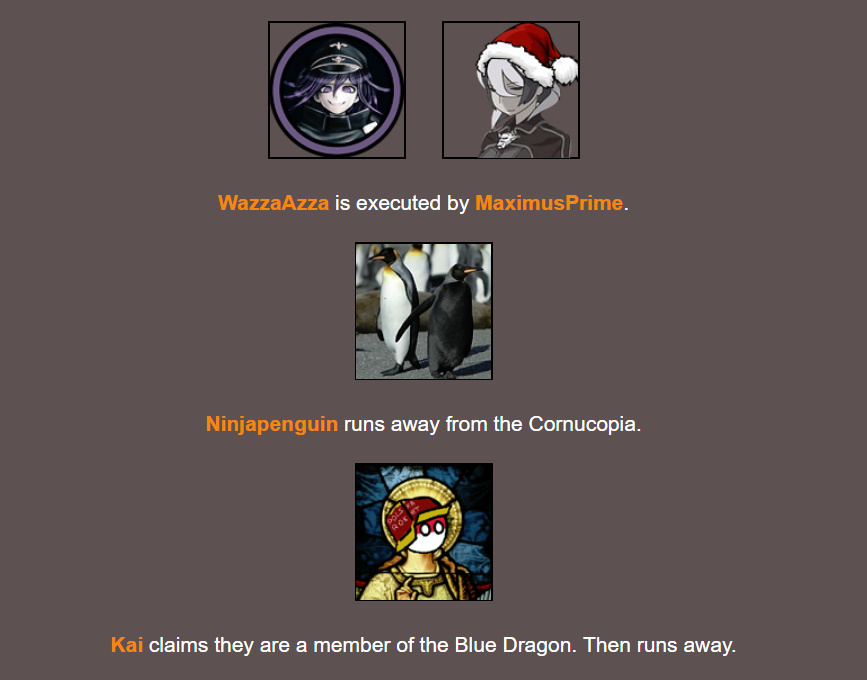 WazzaAzza is executed by MaximusPrime.
Ninjapenguin runs away from the Cornucopia.
Kai claims they are a member of the Blue Dragon. Then runs away.